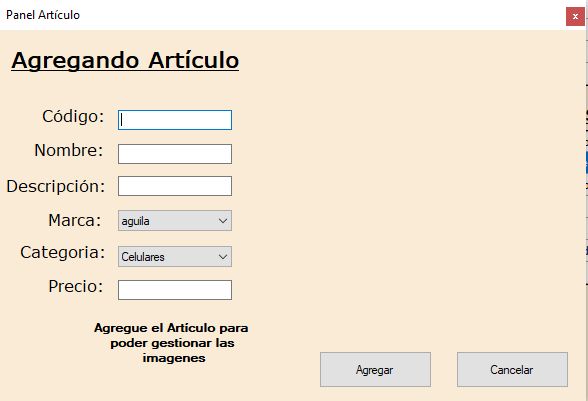 Panel Artículo
x
Agregando Artículo
Código:
Nombre:
Descripción:
Marca:
aguila
Categoria:
Celulares
Precio:
Agregue el Artículo para
poder gestionar las
imagenes
Agregar
Cancelar